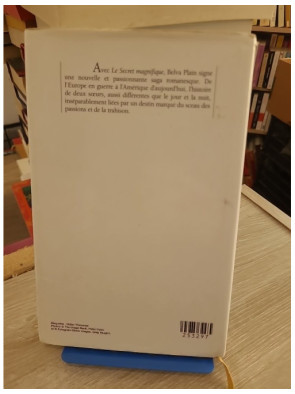 Avec Le Secret magnifique, Belva Plain signe
une nouvelle et passionnante saga romanesque. De
l'Europe en guerre à l'Amérique d'aujourd'hui, l'histoire
de deux sœurs, aussi différentes que le jour et la nuit,
inséparablement liées par un destin marqué du sceau des
passions et de la trahison.